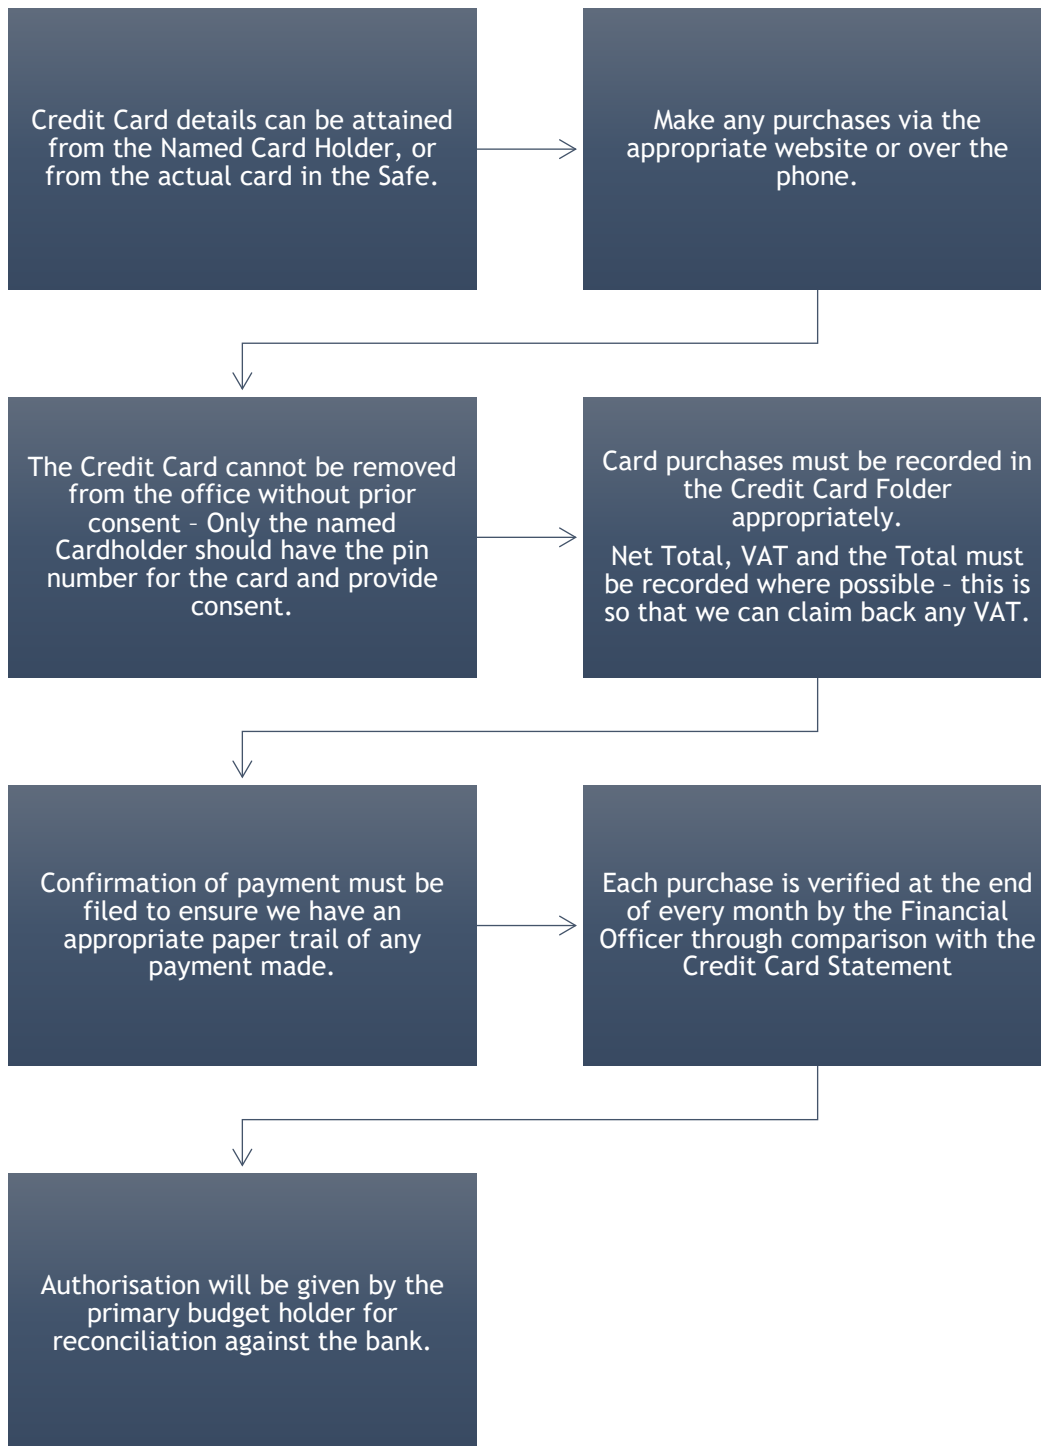 Credit Card details can be attained
from the Named Card Holder, or
from the actual card in the Safe.
Make any purchases via the
appropriate website or over the
phone.
The Credit Card cannot be removed
from the office without prior
consent – Only the named
Cardholder should have the pin
number for the card and provide
consent.
Card purchases must be recorded in
the Credit Card Folder
appropriately.
Net Total, VAT and the Total must
be recorded where possible – this is
so that we can claim back any VAT.
Confirmation of payment must be
filed to ensure we have an
appropriate paper trail of any
payment made.
Each purchase is verified at the end
of every month by the Financial
Officer through comparison with the
Credit Card Statement
Authorisation will be given by the
primary budget holder for
reconciliation against the bank.